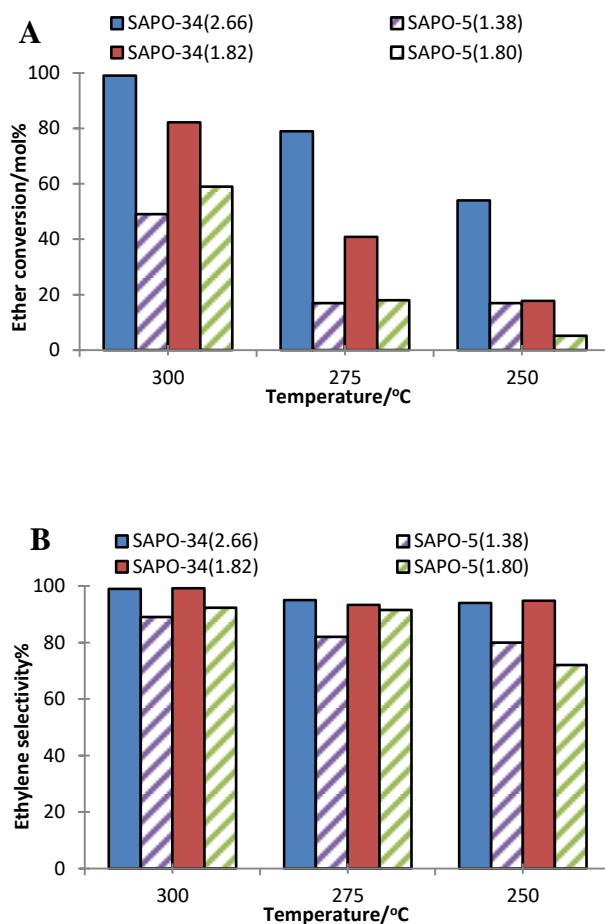 A
SAPO-34(2.66) SAPO-5(1.38)
SAPO-34(1.82) SAPO-5(1.80)
Ether conversion/mol%
100
80
60
40
20
0
300 275 250
Temperature/°C
B
SAPO-34(2.66) SAPO-5(1.38)
SAPO-34(1.82) SAPO-5(1.80)
Ethylene selectivity%
100
80
60
40
20
0
300 275 250
Temperature/°C